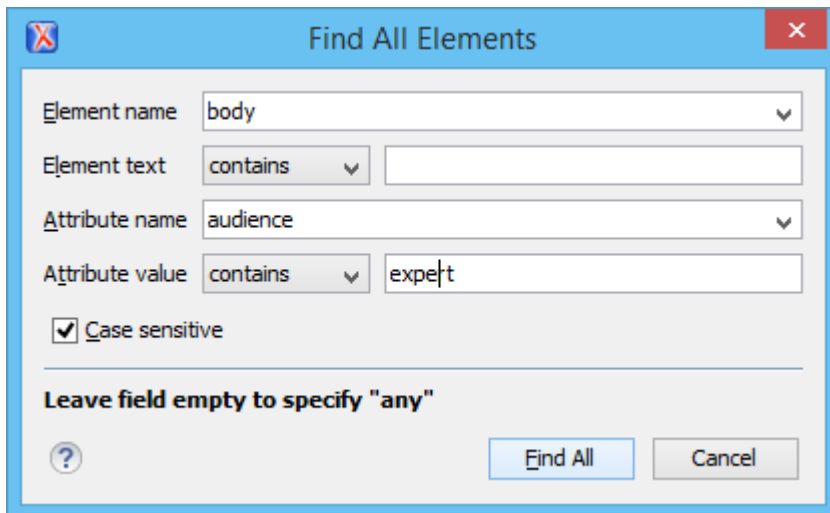 Find All Elements
Element name body
Element text contains
Attribute name audience
Attribute value contains expert
Case sensitive
Leave field empty to specify "any"
Find All Cancel